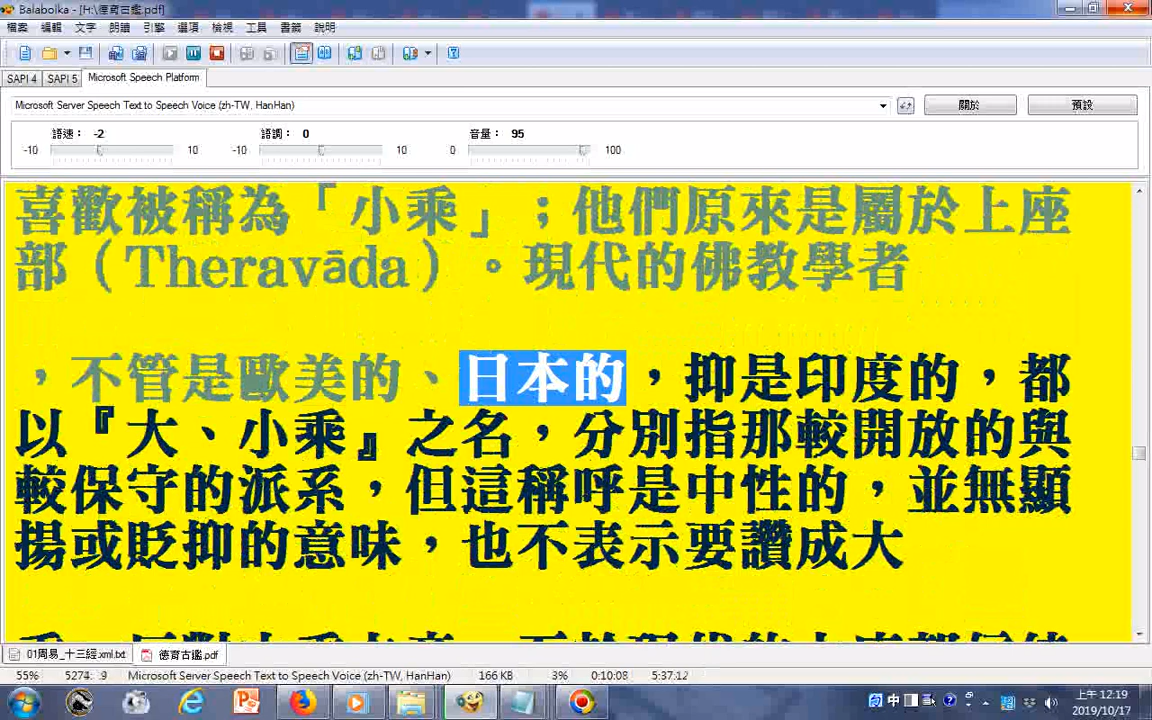 Balabolka - [H:\德育古鑑.pdf]
檔案 編輯 文字 朗讀 引擎 選項 檢視 工具 書籤 說明
SAPI 4 SAPI 5 Microsoft Speech Platform
Microsoft Server Speech Text to Speech Voice (zh-TW, HanHan) 關於 預設
語速： -2 語調： 0 音量： 95
-10 10 -10 10 0 100
喜歡被稱為「小乘」；他們原來是屬於上座
部（Theravāda）。現代的佛教學者
，不管是歐美的、日本的，抑是印度的，都
以『大、小乘』之名，分別指那較開放的與
較保守的派系，但這稱呼是中性的，並無顯
揚或貶抑的意味，也不表示要讚成大
01周易_十三經.xml.txt 德育古鑑.pdf
55% 5274: 9 Microsoft Server Speech Text to Speech Voice (zh-TW, HanHan) 166 KB 3% 0:10:08 5:37:12
中 上午 12:19
2019/10/17